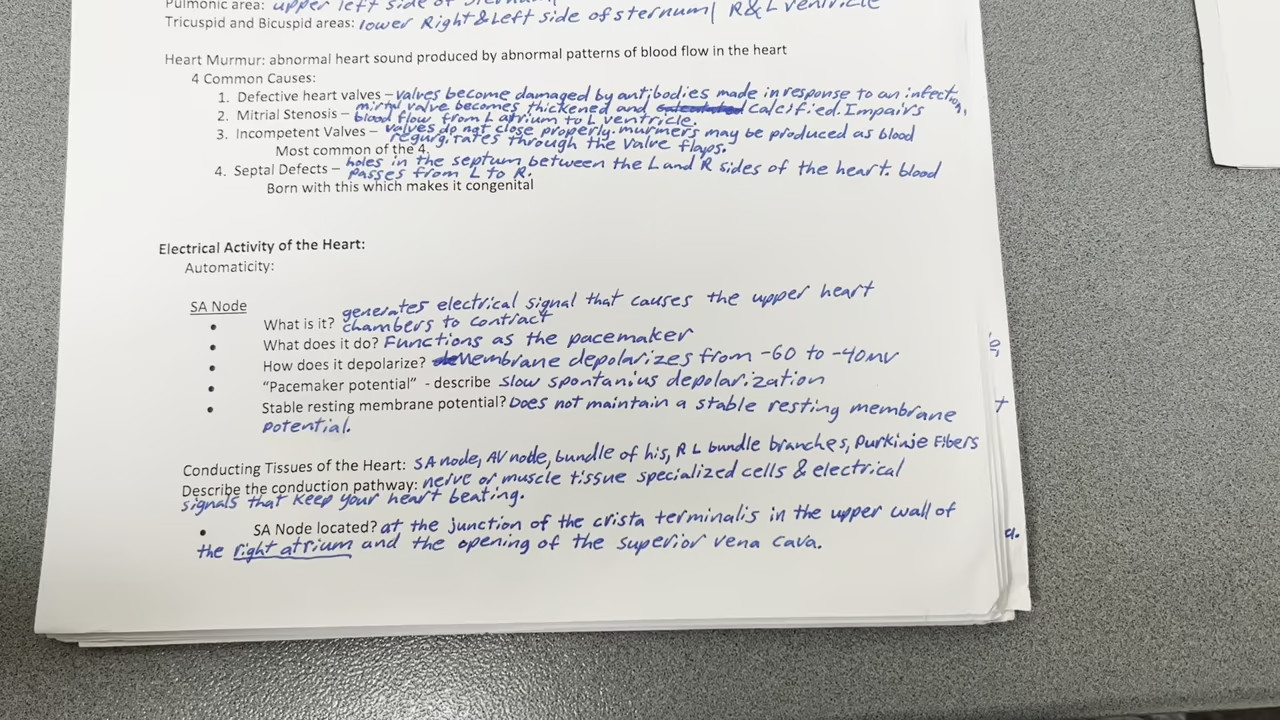 Pulmonic area: upper left side of sternum|
Tricuspid and Bicuspid areas: lower Right & Left side of sternum| R & L ventricle
Heart Murmur: abnormal heart sound produced by abnormal patterns of blood flow in the heart
4 Common Causes:
1. Defective heart valves – valves become damaged by antibodies made in response to an infection,
2. Mitrial Stenosis – mirtal valve becomes thickened and calcified. Impairs
blood flow from L atrium to L ventricle.
3. Incompetent Valves – valves do not close properly. murmers may be produced as blood
regurgitates through the valve flaps.
Most common of the 4.
4. Septal Defects – holes in the septum between the L and R sides of the heart. blood
passes from L to R.
Born with this which makes it congenital
Electrical Activity of the Heart:
Automaticity:
SA Node
• What is it? generates electrical signal that causes the upper heart
chambers to contract
• What does it do? Functions as the pacemaker
• How does it depolarize? Membrane depolarizes from -60 to -40mv
• "Pacemaker potential" - describe slow spontanius depolarization
• Stable resting membrane potential? Does not maintain a stable resting membrane
potential.
Conducting Tissues of the Heart: SA node, AV node, bundle of his, R L bundle branches, Purkinje Fibers
Describe the conduction pathway: nerve or muscle tissue specialized cells & electrical
signals that keep your heart beating.
• SA Node located? at the junction of the crista terminalis in the upper wall of
the right atrium and the opening of the superior vena cava.